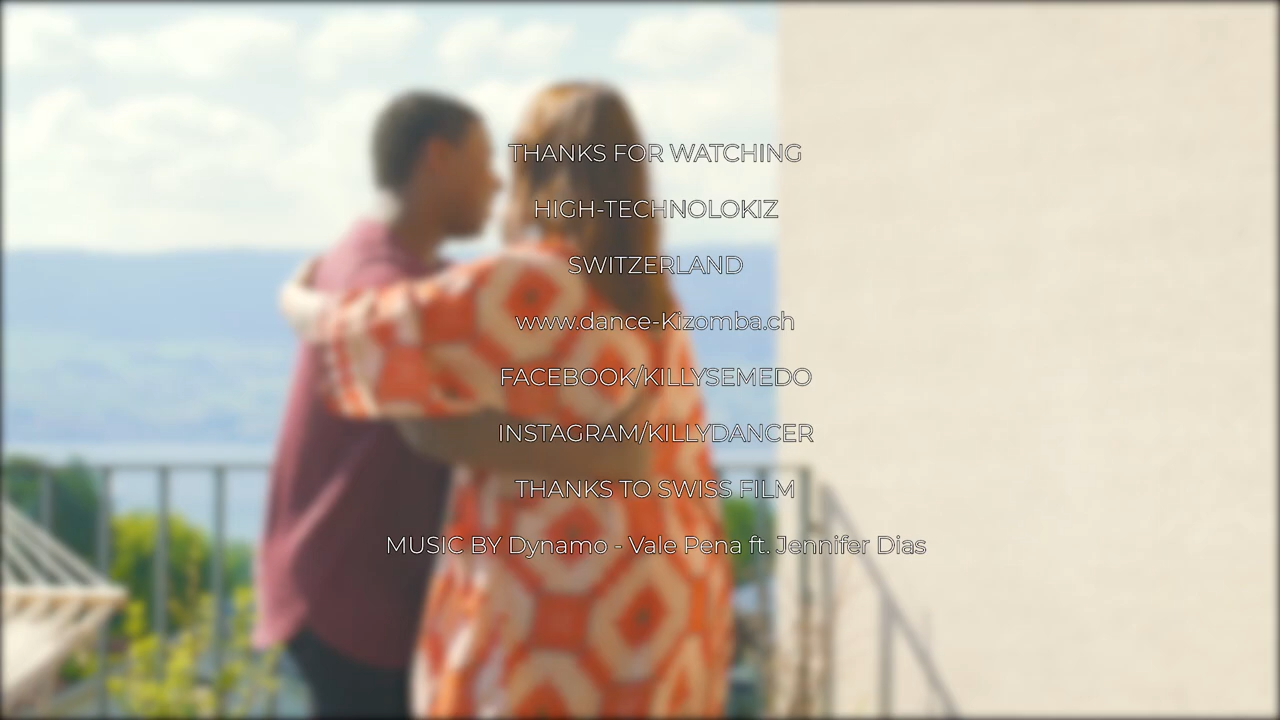 THANKS FOR WATCHING
HIGH-TECHNOLOKIZ
SWITZERLAND
www.dance-Kizomba.ch
FACEBOOK/KILLYSEMEDO
INSTAGRAM/KILLYDANCER
THANKS TO SWISS FILM
MUSIC BY Dynamo - Vale Pena ft. Jennifer Dias